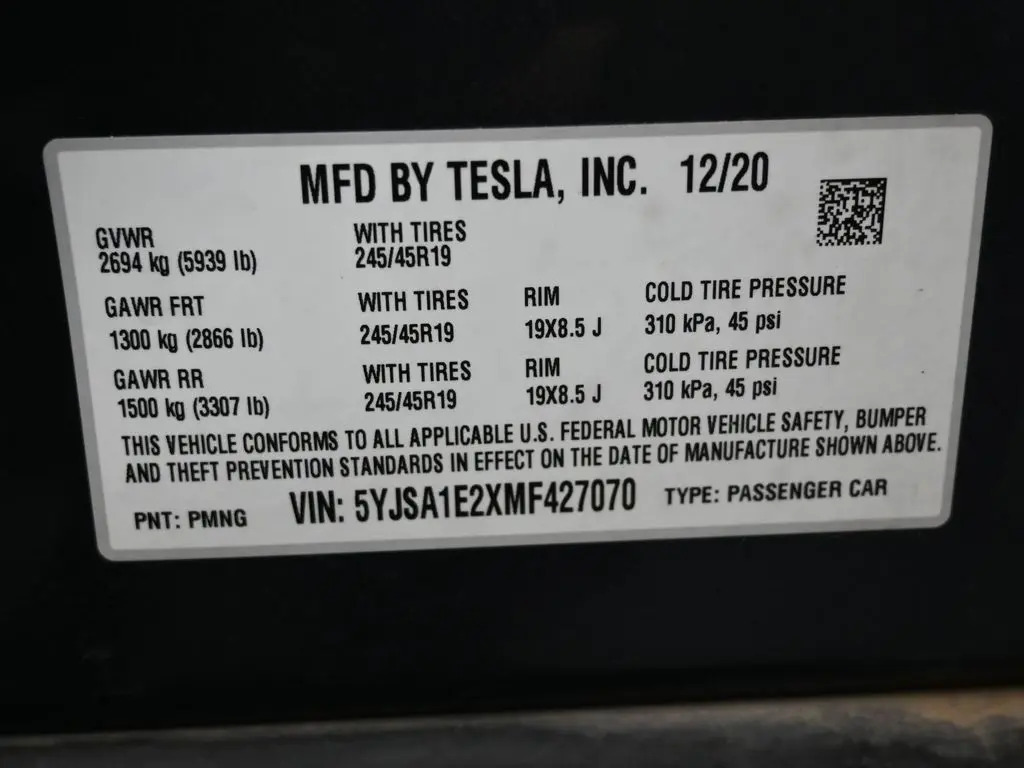 MFD BY TESLA, INC. 12/20
GVWR WITH TIRES
2694 kg (5939 lb) 245/45R19
GAWR FRT WITH TIRES RIM COLD TIRE PRESSURE
1300 kg (2866 lb) 245/45R19 19X8.5 J 310 kPa, 45 psi
GAWR RR WITH TIRES RIM COLD TIRE PRESSURE
1500 kg (3307 lb) 245/45R19 19X8.5 J 310 kPa, 45 psi
THIS VEHICLE CONFORMS TO ALL APPLICABLE U.S. FEDERAL MOTOR VEHICLE SAFETY, BUMPER
AND THEFT PREVENTION STANDARDS IN EFFECT ON THE DATE OF MANUFACTURE SHOWN ABOVE.
PNT: PMNG VIN: 5YJSA1E2XMF427070 TYPE: PASSENGER CAR